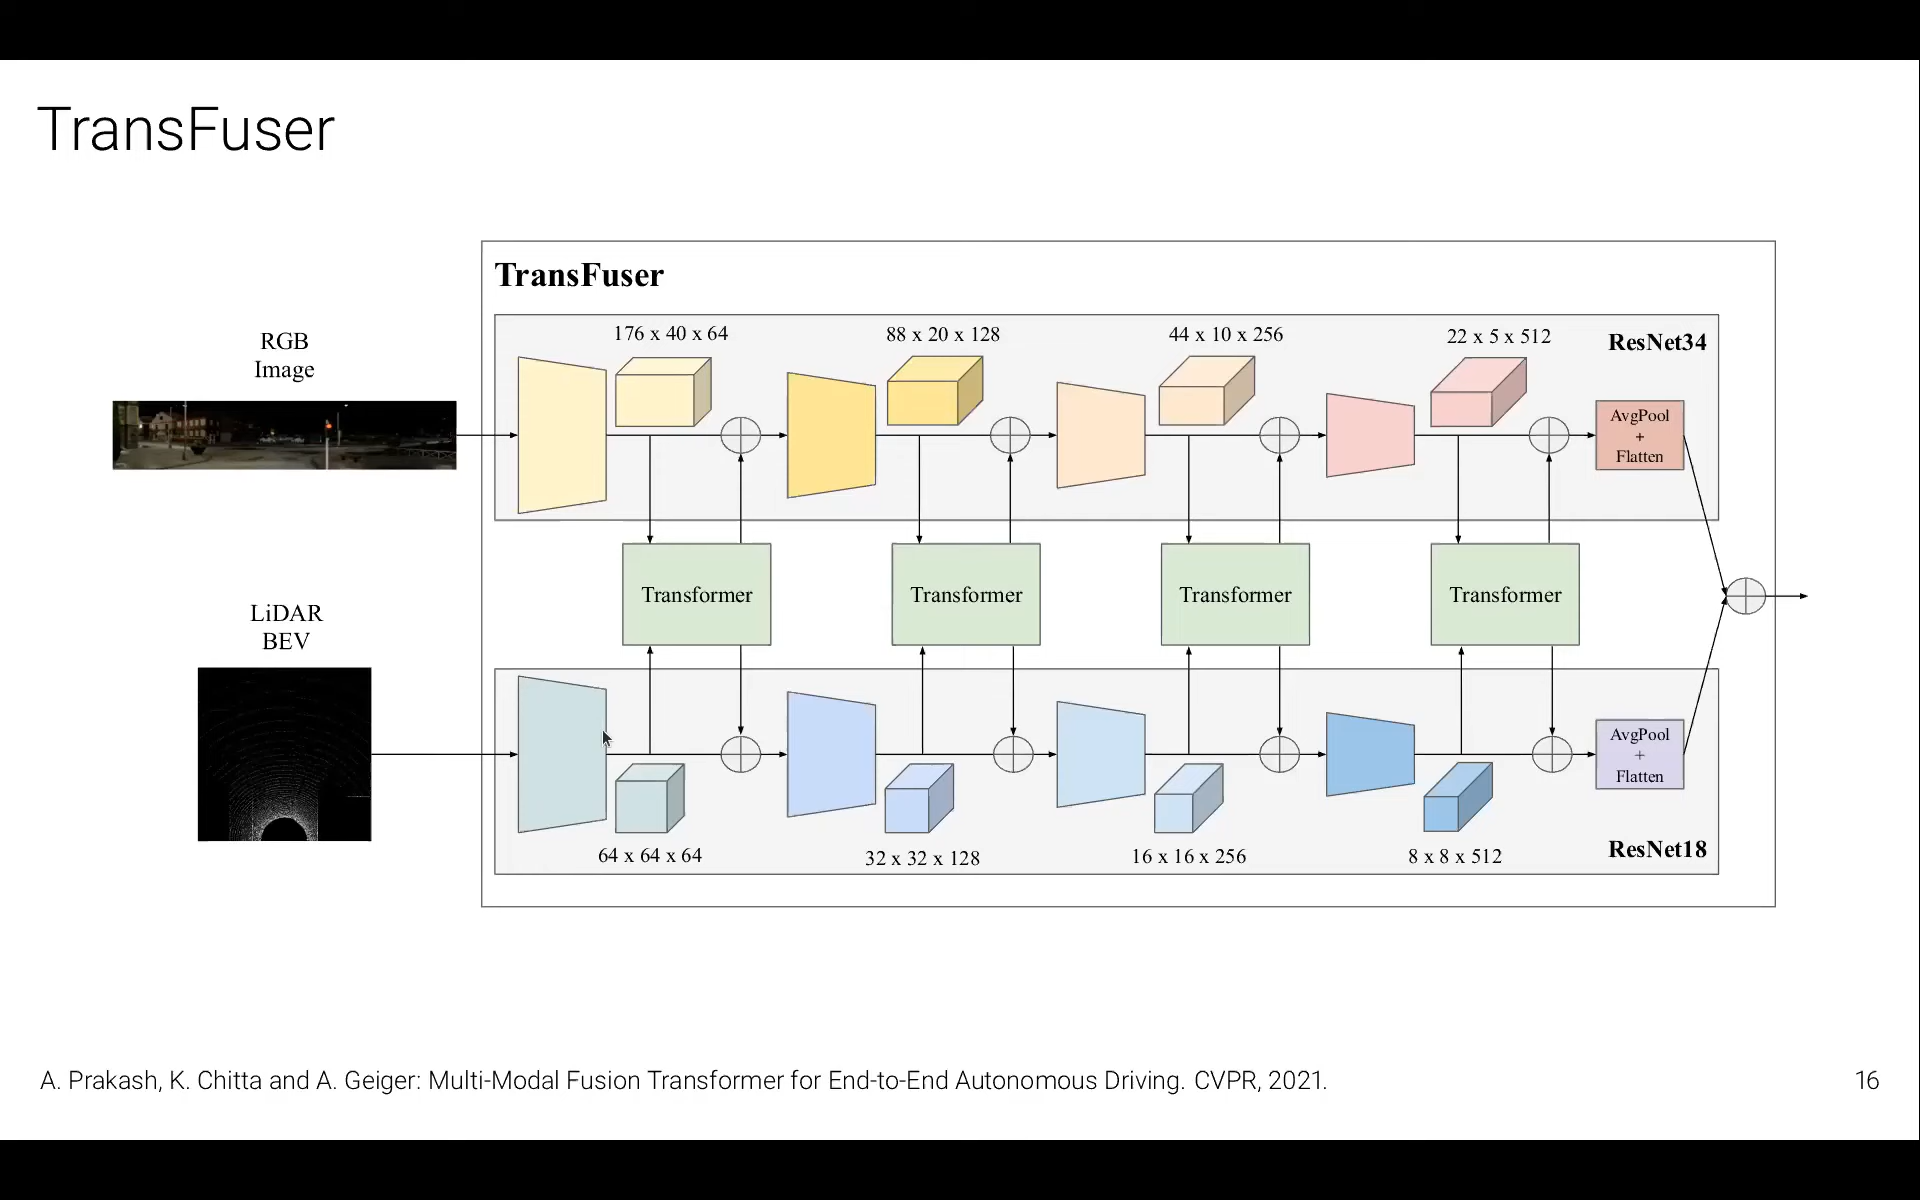 TransFuser
TransFuser
RGB
Image
176 x 40 x 64
88 x 20 x 128
44 x 10 x 256
22 x 5 x 512
ResNet34
AvgPool
+
Flatten
Transformer
Transformer
Transformer
Transformer
LiDAR
BEV
AvgPool
+
Flatten
64 x 64 x 64
32 x 32 x 128
16 x 16 x 256
8 x 8 x 512
ResNet18
A. Prakash, K. Chitta and A. Geiger: Multi-Modal Fusion Transformer for End-to-End Autonomous Driving. CVPR, 2021.
16